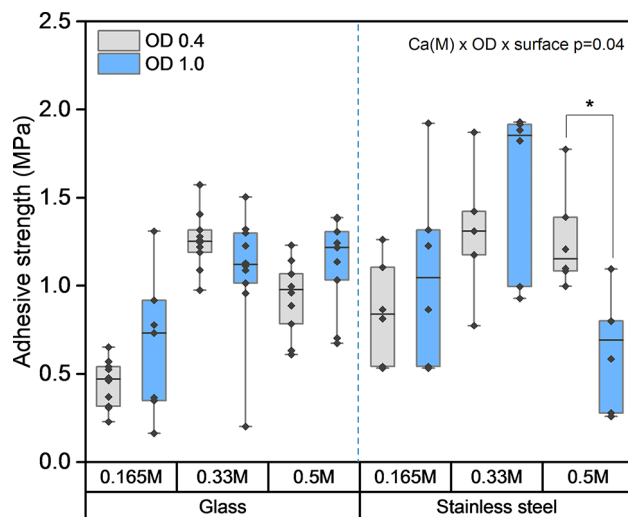 2.5
2.0
1.5
1.0
0.5
0.0
Adhesive strength (MPa)
OD 0.4
OD 1.0
Ca(M) x OD x surface p=0.04
*
0.165M 0.33M 0.5M 0.165M 0.33M 0.5M
Glass Stainless steel